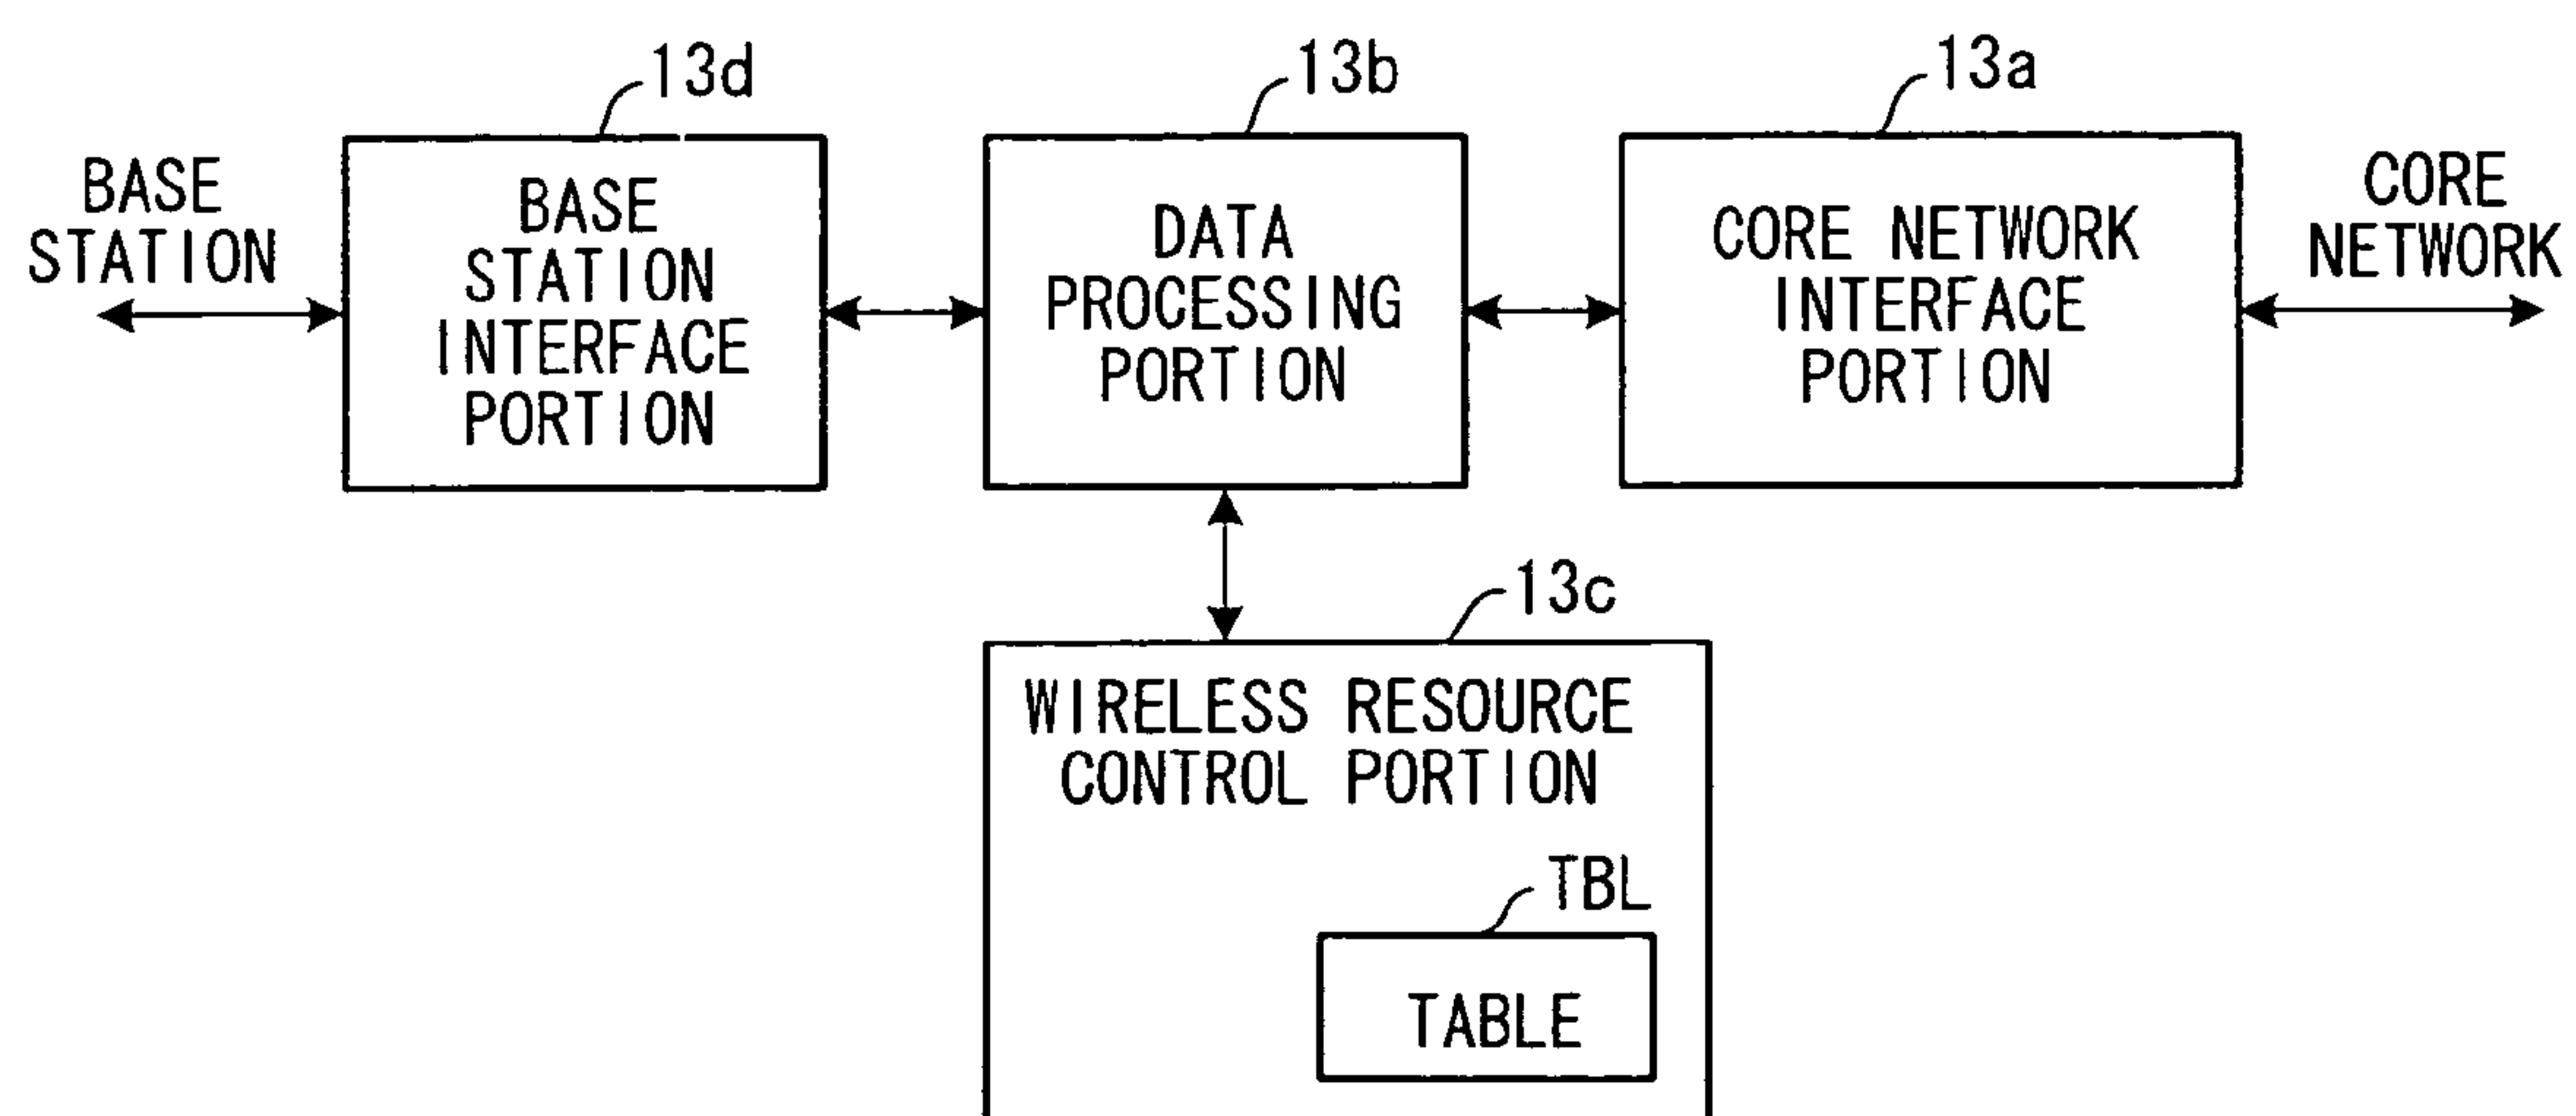 13d
13b
13a
BASE
STATION
BASE
STATION
INTERFACE
PORTION
DATA
PROCESSING
PORTION
CORE NETWORK
INTERFACE
PORTION
CORE
NETWORK
13c
WIRELESS RESOURCE
CONTROL PORTION
TBL
TABLE